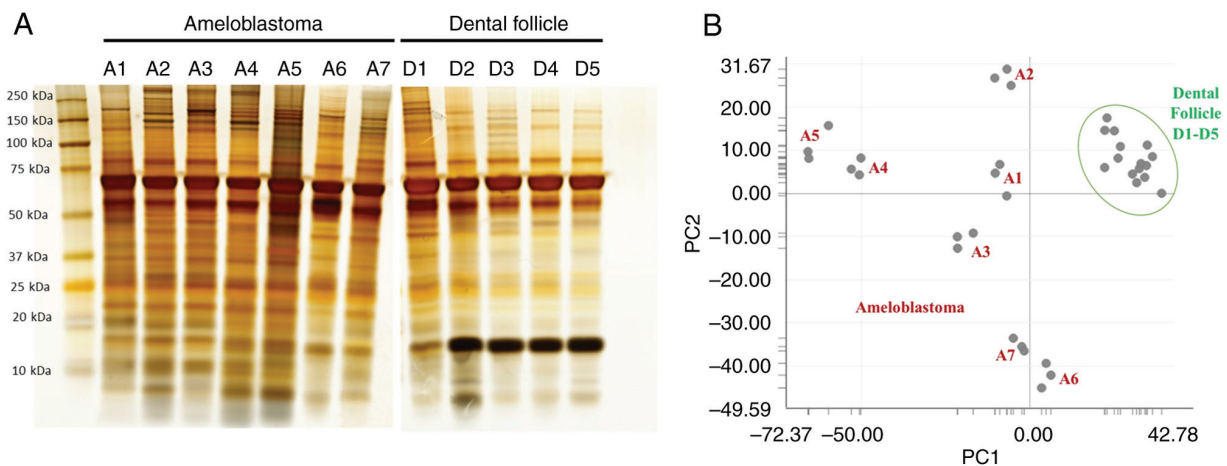 A
Ameloblastoma
Dental follicle
A1 A2 A3 A4 A5 A6 A7 D1 D2 D3 D4 D5
250 kDa
150 kDa
100 kDa
75 kDa
50 kDa
37 kDa
25 kDa
20 kDa
10 kDa
B
31.67
20.00
10.00
0.00
−10.00
−20.00
−30.00
−40.00
−49.59
PC2
A2
Dental
Follicle
D1-D5
A5
A4
A1
A3
Ameloblastoma
A7
A6
−72.37 −50.00 0.00 42.78
PC1